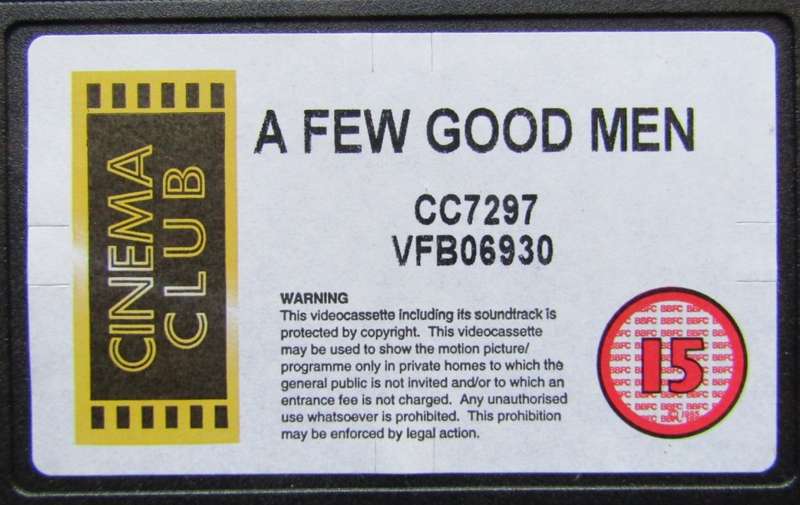 CINEMA
CLUB
A FEW GOOD MEN
CC7297
VFB06930
WARNING
This videocassette including its soundtrack is
protected by copyright. This videocassette
may be used to show the motion picture/
programme only in private homes to which the
general public is not invited and/or to which an
entrance fee is not charged. Any unauthorised
use whatsoever is prohibited. This prohibition
may be enforced by legal action.
BBFC
15